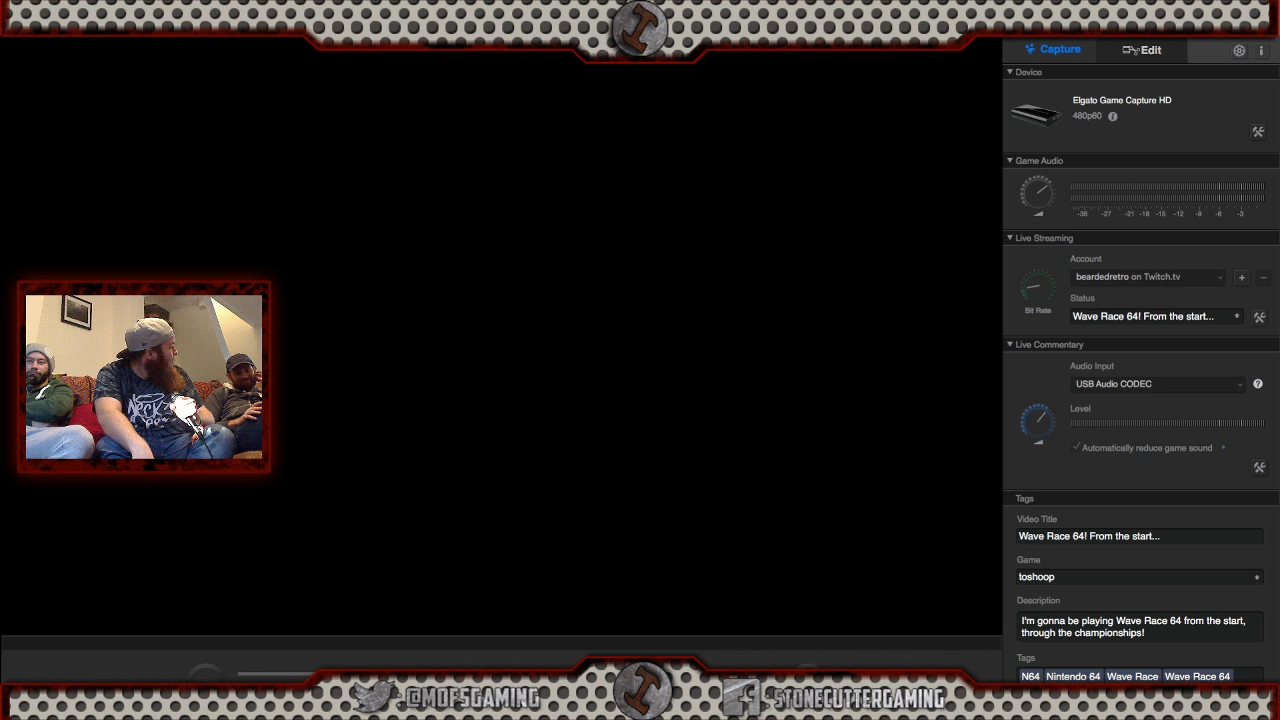 Capture
Edit
Device
Elgato Game Capture HD
480p60
Game Audio
-36 -27 -21 -18 -15 -12 -9 -6 -3
Live Streaming
Account
beardedretro on Twitch.tv
Bit Rate
Status
Wave Race 64! From the start...
Live Commentary
Audio Input
USB Audio CODEC
Level
Automatically reduce game sound
Tags
Video Title
Wave Race 64! From the start...
Game
toshoop
Description
I'm gonna be playing Wave Race 64 from the start,
through the championships!
Tags
N64 Nintendo 64 Wave Race Wave Race 64
: @MOFSGAMING
: STONECUTTERGAMING